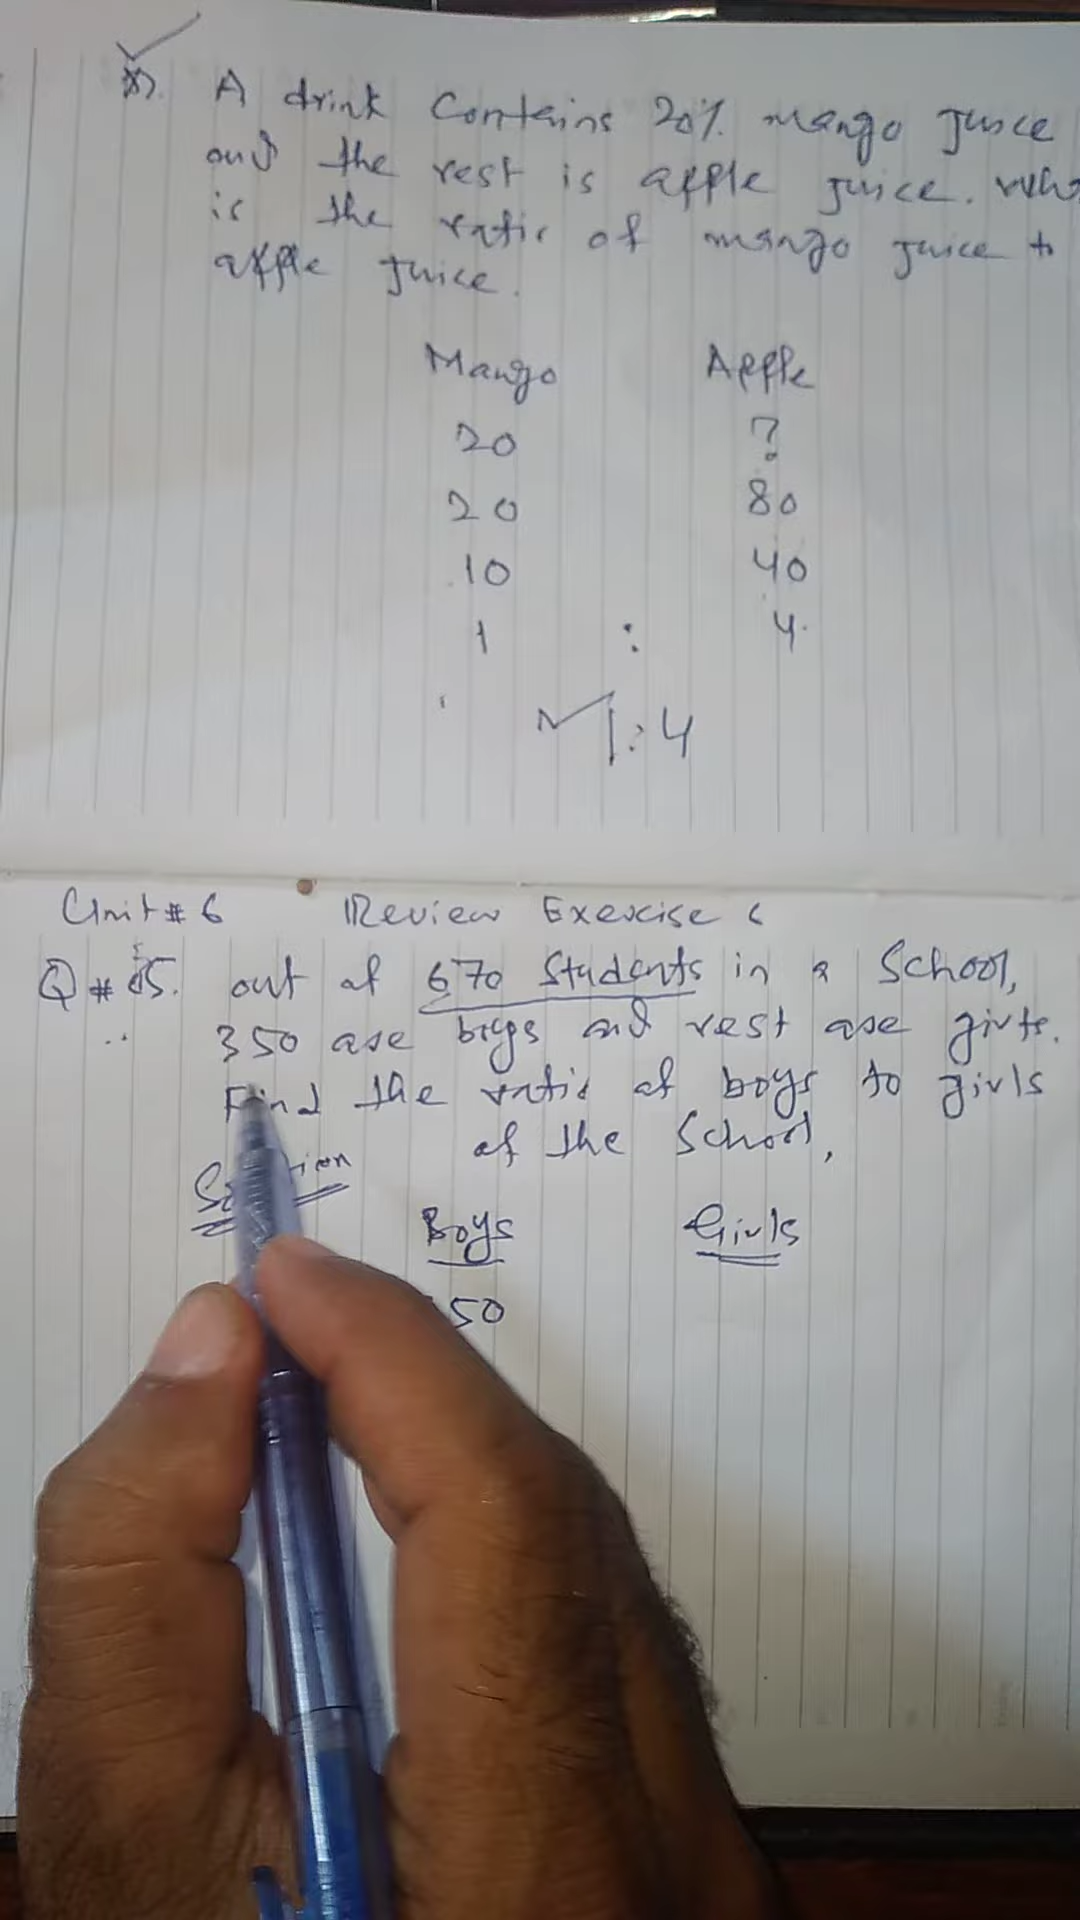 A drink Contains 20% mango Juice
and the rest is apple juice.
is the ratio of mango juice to
apple juice.
Mango Apple
20 ?
20 80
10 40
1 : 4.
1:4
Unit # 6 Review Exercise 6
Q # 5. out of 670 Students in a School,
350 are boys and rest are girls.
Find the ratio of boys to girls
of the School,
Boys Girls
50